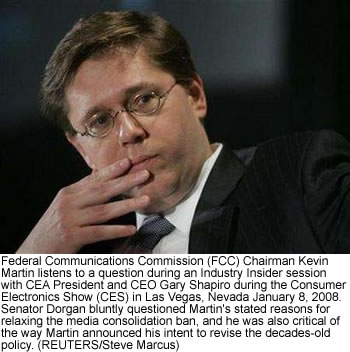 Federal Communications Commission (FCC) Chairman Kevin
Martin listens to a question during an Industry Insider session
with CEA President and CEO Gary Shapiro during the Consumer
Electronics Show (CES) in Las Vegas, Nevada January 8, 2008.
Senator Dorgan bluntly questioned Martin's stated reasons for
relaxing the media consolidation ban, and he was also critical of
the way Martin announced his intent to revise the decades-old
policy. (REUTERS/Steve Marcus)